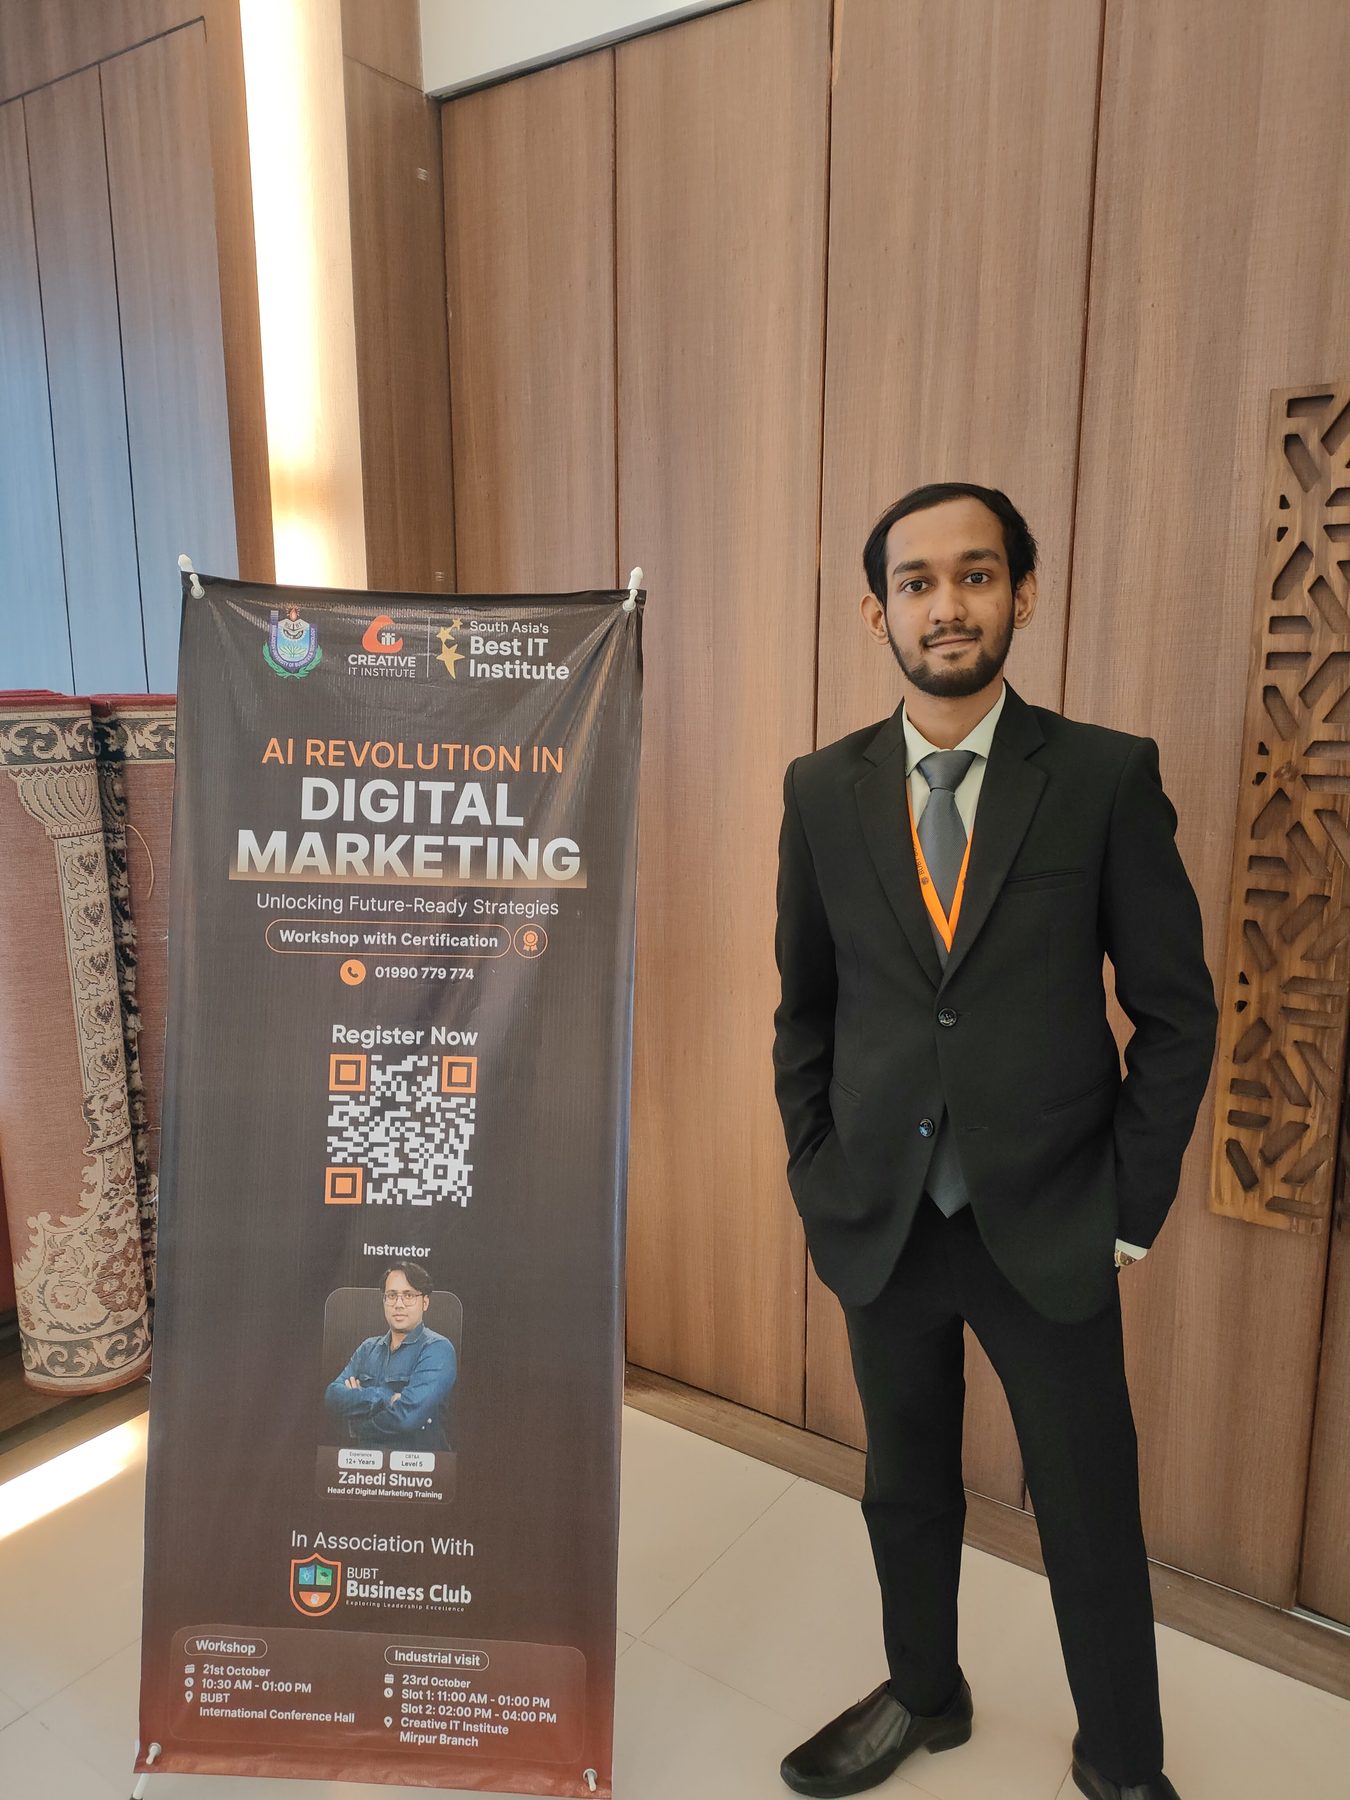 CREATIVE
IT INSTITUTE
South Asia's
Best IT
Institute
AI REVOLUTION IN
DIGITAL
MARKETING
Unlocking Future-Ready Strategies
Workshop with Certification
01990 779 774
Register Now
Instructor
Experience
12+ Years
Level 5
Zahedi Shuvo
Head of Digital Marketing Training
In Association With
BUBT
Business Club
Exploring Leadership Excellence
Workshop
21st October
10:30 AM - 01:00 PM
BUBT
International Conference Hall
Industrial visit
23rd October
Slot 1: 11:00 AM - 01:00 PM
Slot 2: 02:00 PM - 04:00 PM
Creative IT Institute
Mirpur Branch